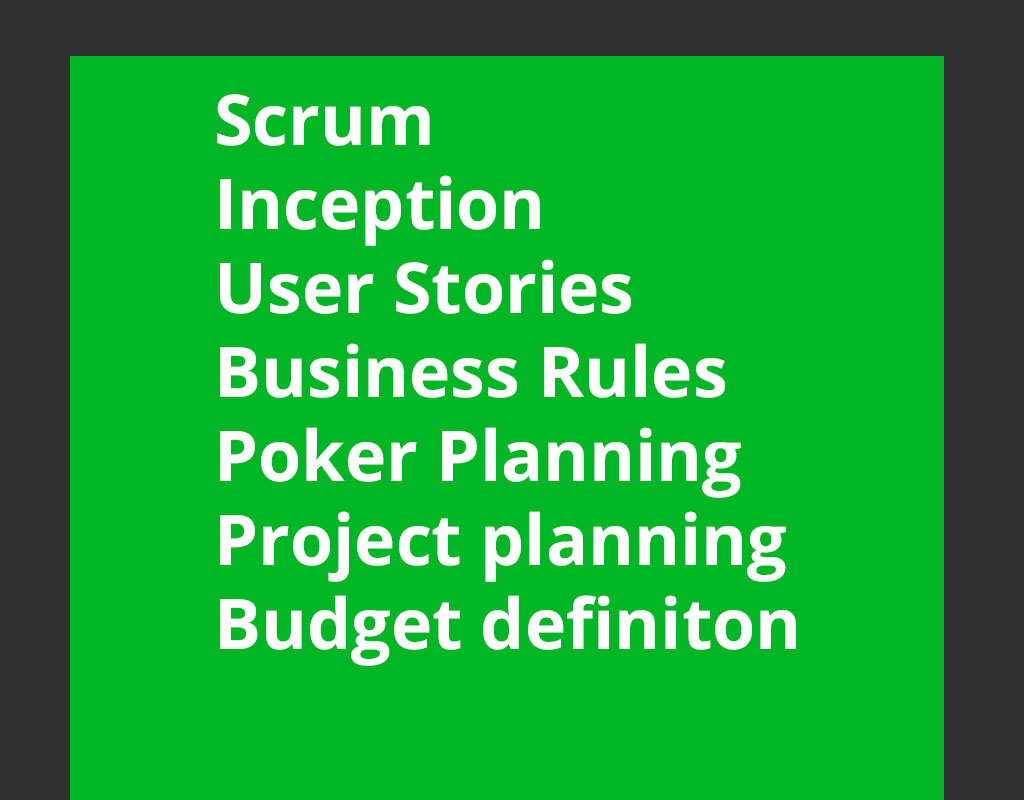 Scrum
Inception
User Stories
Business Rules
Poker Planning
Project planning
Budget definiton